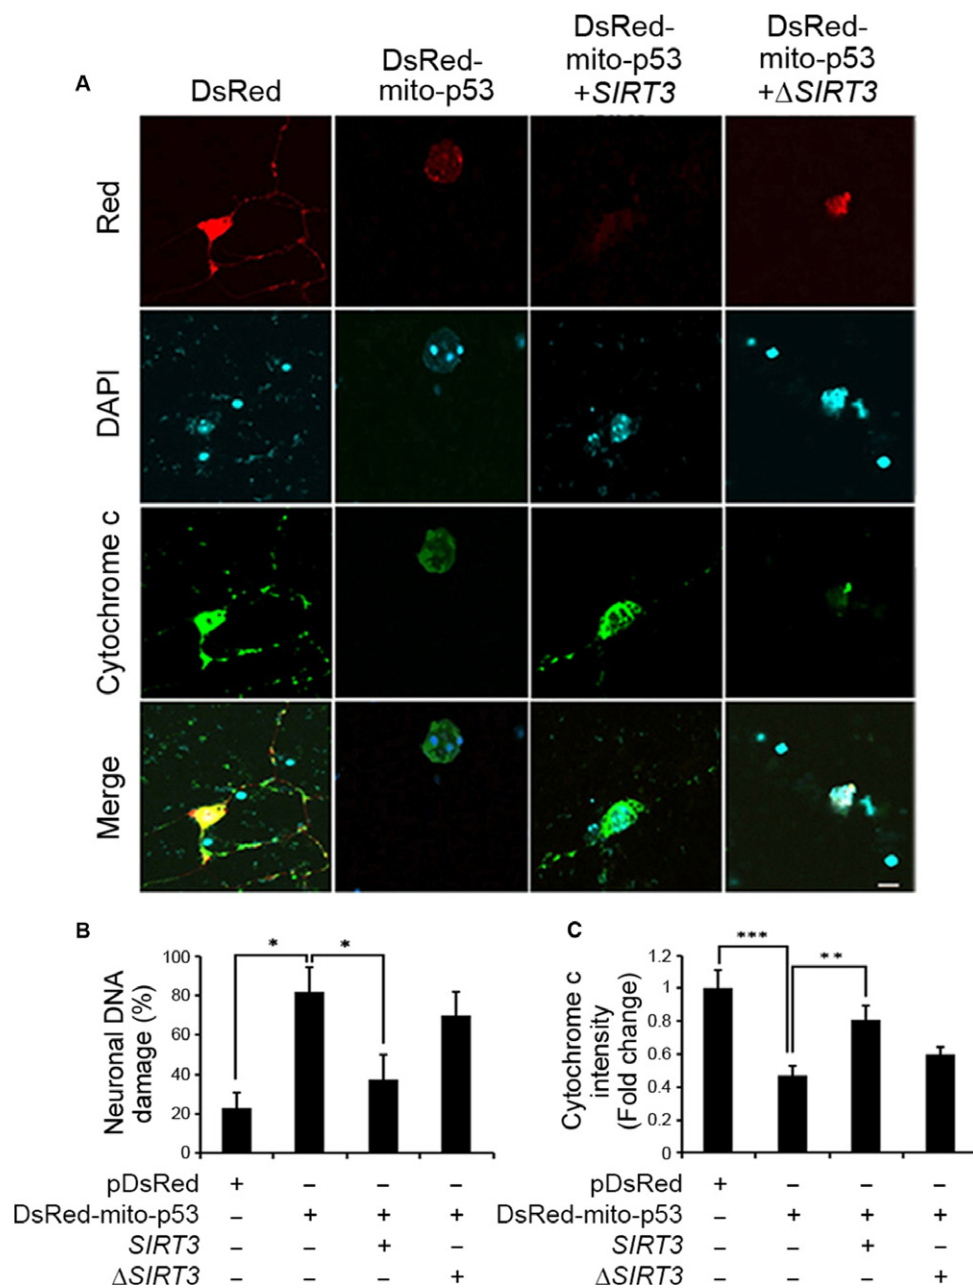 A
DsRed
DsRed-
mito-p53
DsRed-
mito-p53
+SIRT3
DsRed-
mito-p53
+ΔSIRT3
Red
DAPI
Cytochrome c
Merge
B
* *
Neuronal DNA
damage (%)
100
80
60
40
20
0
pDsRed + – – –
DsRed-mito-p53 – + + +
SIRT3 – – + –
ΔSIRT3 – – – +
C
*** **
Cytochrome c
intensity
(Fold change)
1.2
1
0.8
0.6
0.4
0.2
0
pDsRed + – – –
DsRed-mito-p53 – + + +
SIRT3 – – + –
ΔSIRT3 – – – +